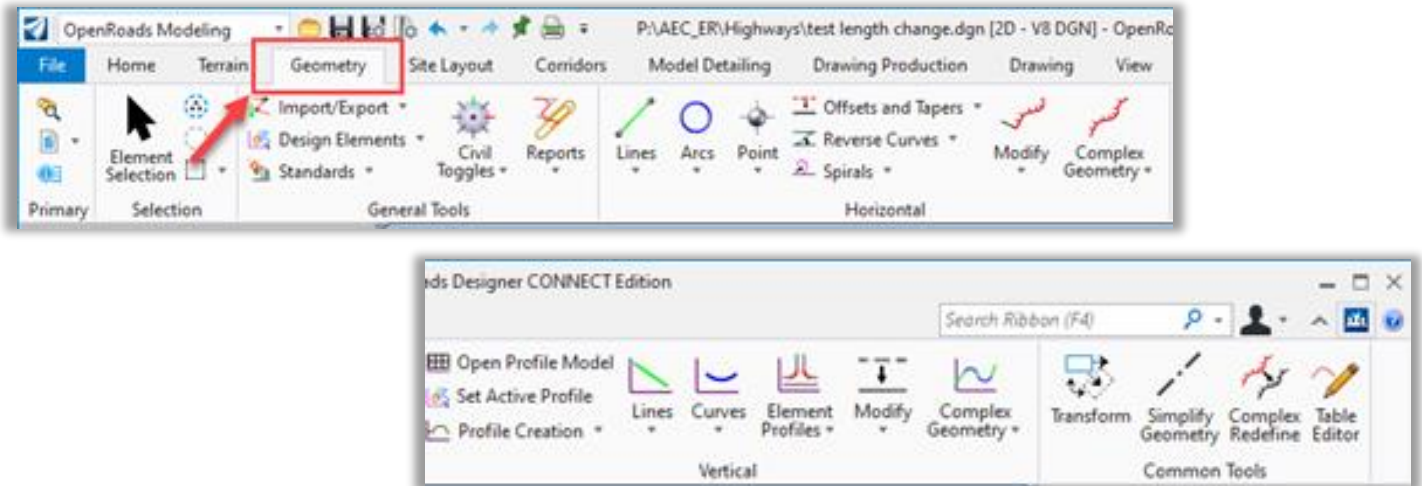 OpenRoads Modeling
P:\AEC_ER\Highways\test length change.dgn [2D - V8 DGN] - OpenRo
File Home Terrain Geometry Site Layout Corridors Model Detailing Drawing Production Drawing View
Import/Export
Design Elements
Standards
Element
Selection
Civil
Toggles
Reports
Lines
Arcs
Point
Offsets and Tapers
Reverse Curves
Spirals
Modify
Complex
Geometry
Primary Selection General Tools Horizontal
ads Designer CONNECT Edition
Search Ribbon (F4)
Open Profile Model
Set Active Profile
Profile Creation
Lines
Curves
Element
Profiles
Modify
Complex
Geometry
Transform
Simplify
Geometry
Complex
Redefine
Table
Editor
Vertical Common Tools